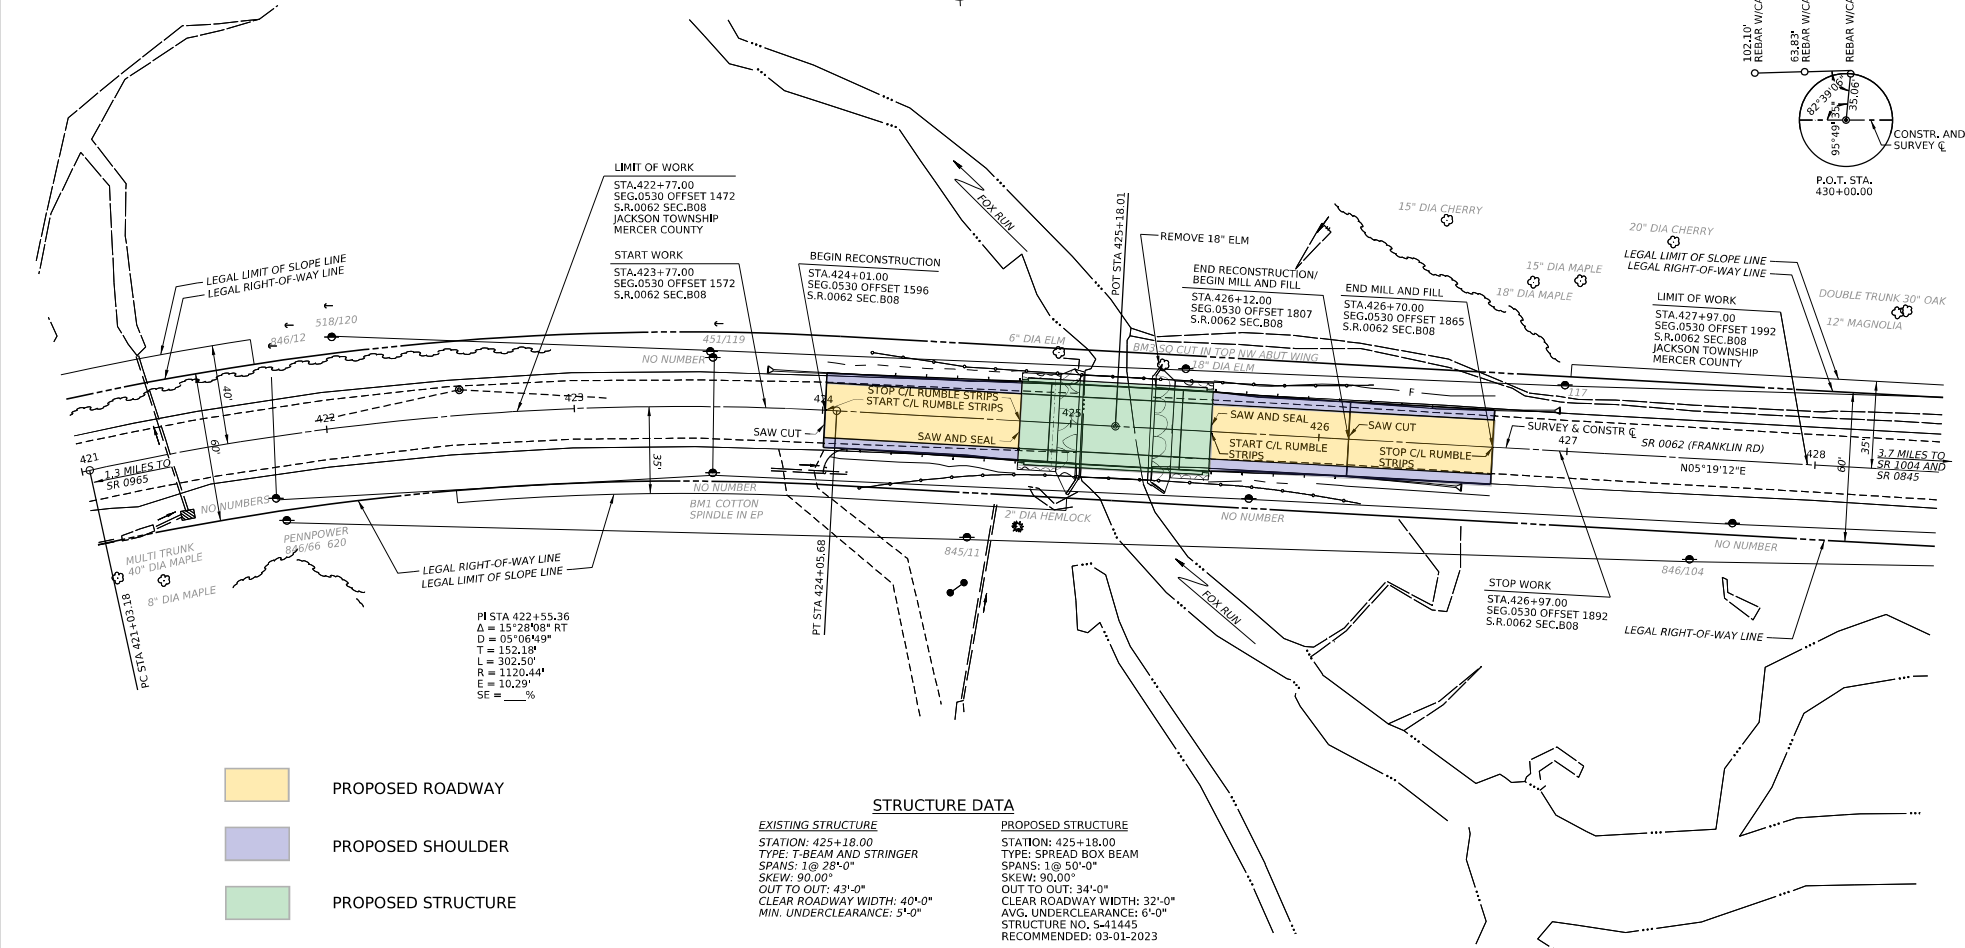 102.10'
REBAR W/CA
63.83'
REBAR W/CA
REBAR W/CA
82°39'06"
35.06'
95°49'35"
CONSTR. AND
SURVEY ℄
P.O.T. STA.
430+00.00
LIMIT OF WORK
STA.422+77.00
SEG.0530 OFFSET 1472
S.R.0062 SEC.B08
JACKSON TOWNSHIP
MERCER COUNTY
START WORK
STA.423+77.00
SEG.0530 OFFSET 1572
S.R.0062 SEC.B08
BEGIN RECONSTRUCTION
STA.424+01.00
SEG.0530 OFFSET 1596
S.R.0062 SEC.B08
FOX RUN
POT STA 425+18.01
REMOVE 18" ELM
END RECONSTRUCTION/
BEGIN MILL AND FILL
STA.426+12.00
SEG.0530 OFFSET 1807
S.R.0062 SEC.B08
END MILL AND FILL
STA.426+70.00
SEG.0530 OFFSET 1865
S.R.0062 SEC.B08
15" DIA CHERRY
20" DIA CHERRY
LEGAL LIMIT OF SLOPE LINE
LEGAL RIGHT-OF-WAY LINE
15" DIA MAPLE
18" DIA MAPLE
LIMIT OF WORK
STA.427+97.00
SEG.0530 OFFSET 1992
S.R.0062 SEC.B08
JACKSON TOWNSHIP
MERCER COUNTY
DOUBLE TRUNK 30" OAK
12" MAGNOLIA
LEGAL LIMIT OF SLOPE LINE
LEGAL RIGHT-OF-WAY LINE
518/120
846/12
451/119
NO NUMBER
6" DIA ELM
BM3 SQ CUT IN TOP NW ABUT WING
18" DIA ELM
117
F
40'
60'
35'
421
422
423
424
425
426
427
428
STOP C/L RUMBLE STRIPS
START C/L RUMBLE STRIPS
SAW CUT
SAW AND SEAL
SAW AND SEAL
START C/L RUMBLE
STRIPS
SAW CUT
STOP C/L RUMBLE
STRIPS
SURVEY & CONSTR ℄
SR 0062 (FRANKLIN RD)
N05°19'12"E
35'
60'
3.7 MILES TO
SR 1004 AND
SR 0845
1.3 MILES TO
SR 0965
NO NUMBERS
NO NUMBER
BM1 COTTON
SPINDLE IN EP
PENNPOWER
846/66 620
MULTI TRUNK
40" DIA MAPLE
8" DIA MAPLE
LEGAL RIGHT-OF-WAY LINE
LEGAL LIMIT OF SLOPE LINE
845/11
2" DIA HEMLOCK
NO NUMBER
NO NUMBER
846/104
FOX RUN
STOP WORK
STA.426+97.00
SEG.0530 OFFSET 1892
S.R.0062 SEC.B08
LEGAL RIGHT-OF-WAY LINE
PC STA 421+03.18
PT STA 424+05.68
PI STA 422+55.36
Δ = 15°28'08" RT
D = 05°06'49"
T = 152.18'
L = 302.50'
R = 1120.44'
E = 10.29'
SE = ____%
PROPOSED ROADWAY
PROPOSED SHOULDER
PROPOSED STRUCTURE
STRUCTURE DATA
EXISTING STRUCTURE
STATION: 425+18.00
TYPE: T-BEAM AND STRINGER
SPANS: 1@ 28'-0"
SKEW: 90.00°
OUT TO OUT: 43'-0"
CLEAR ROADWAY WIDTH: 40'-0"
MIN. UNDERCLEARANCE: 5'-0"
PROPOSED STRUCTURE
STATION: 425+18.00
TYPE: SPREAD BOX BEAM
SPANS: 1@ 50'-0"
SKEW: 90.00°
OUT TO OUT: 34'-0"
CLEAR ROADWAY WIDTH: 32'-0"
AVG. UNDERCLEARANCE: 6'-0"
STRUCTURE NO. S-41445
RECOMMENDED: 03-01-2023